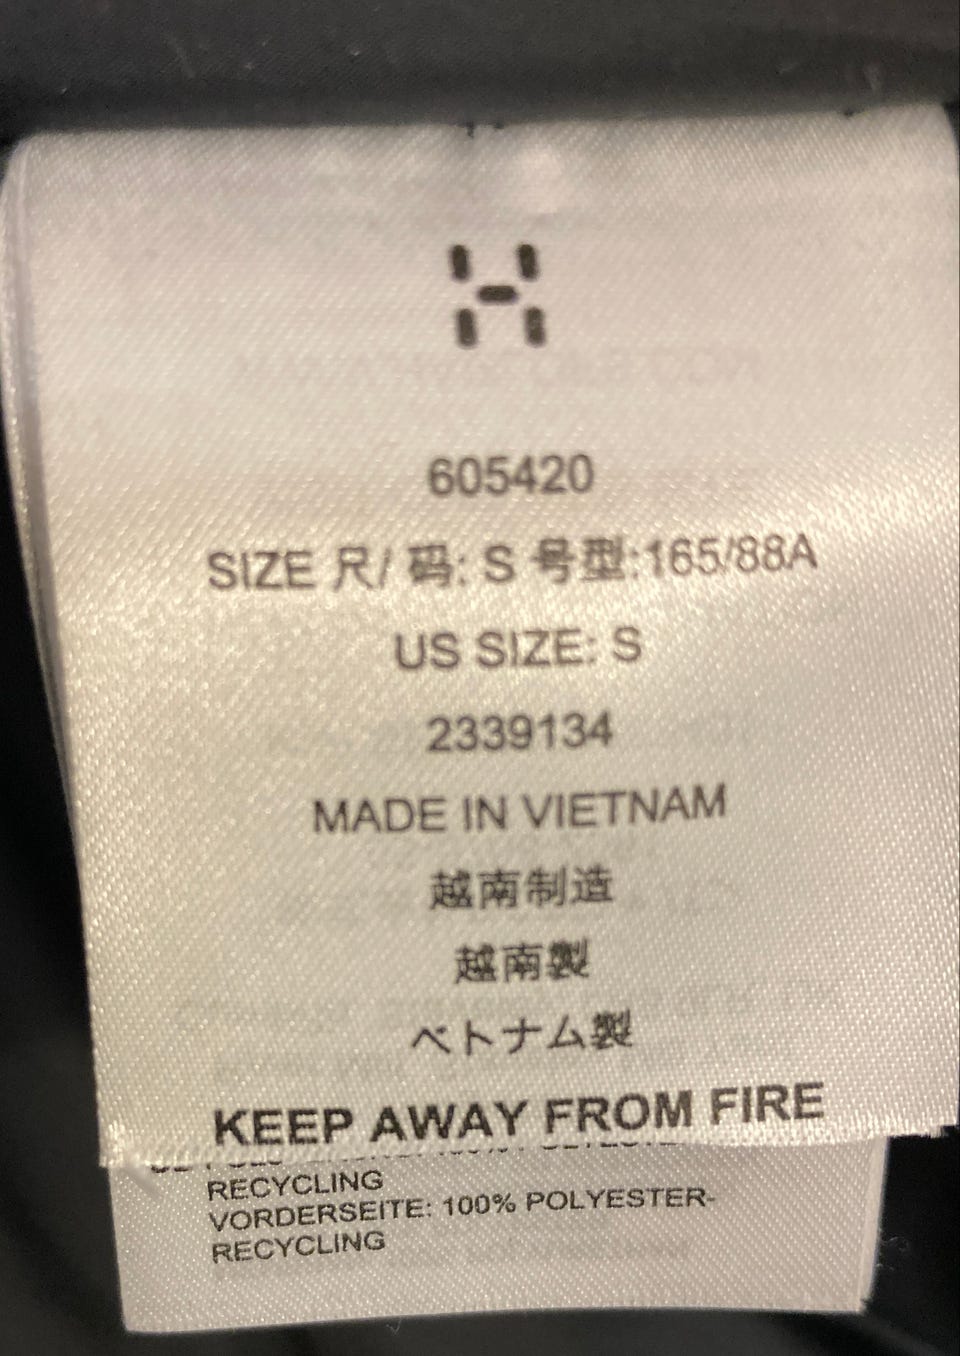 605420
SIZE 尺/ 码: S 号型:165/88A
US SIZE: S
2339134
MADE IN VIETNAM
越南制造
越南製
ベトナム製
KEEP AWAY FROM FIRE
RECYCLING
VORDERSEITE: 100% POLYESTER-
RECYCLING